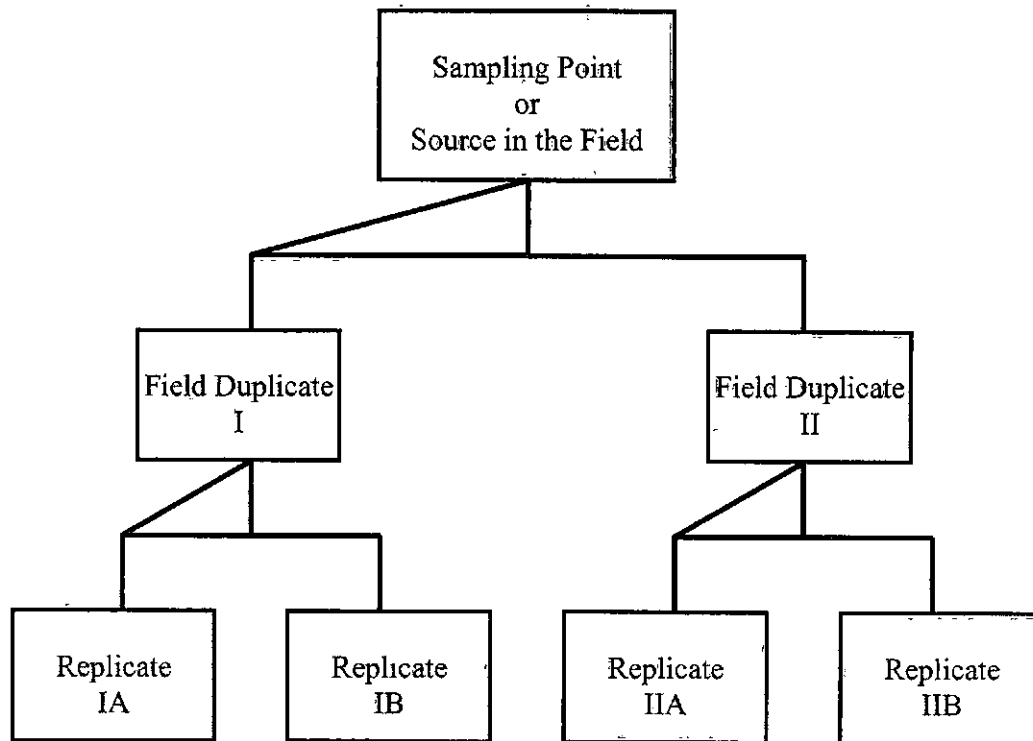 Sampling Point
or
Source in the Field
Field Duplicate
I
Field Duplicate
II
Replicate
IA
Replicate
IB
Replicate
IIA
Replicate
IIB